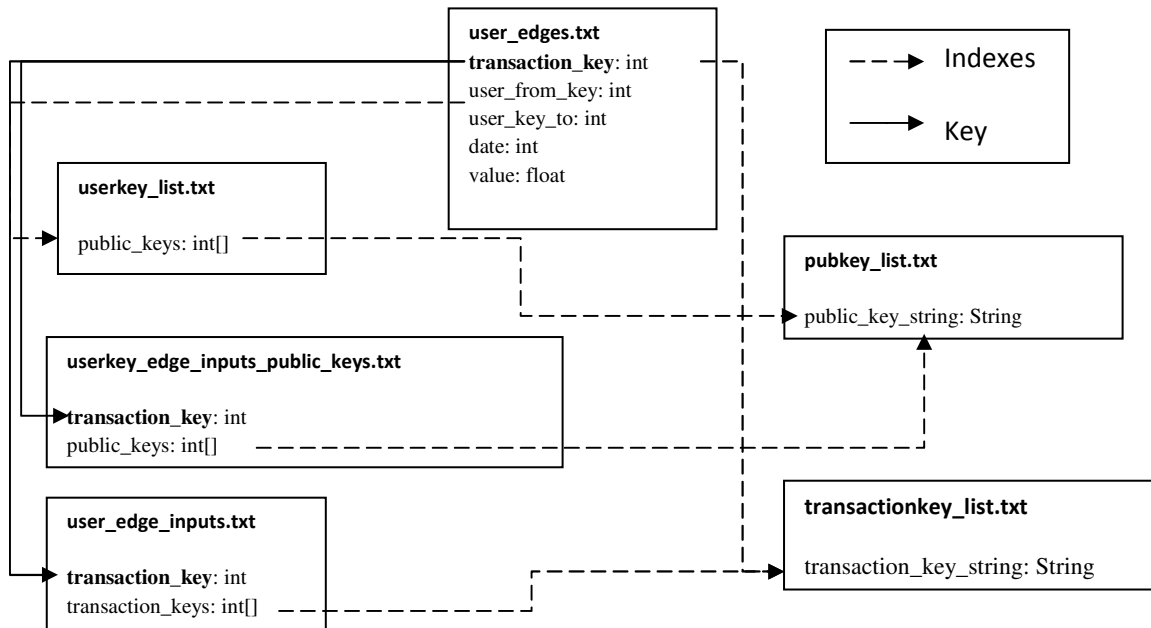 user_edges.txt
transaction_key: int
user_from_key: int
user_key_to: int
date: int
value: float
Indexes
Key
userkey_list.txt
public_keys: int[]
pubkey_list.txt
public_key_string: String
userkey_edge_inputs_public_keys.txt
transaction_key: int
public_keys: int[]
user_edge_inputs.txt
transaction_key: int
transaction_keys: int[]
transactionkey_list.txt
transaction_key_string: String